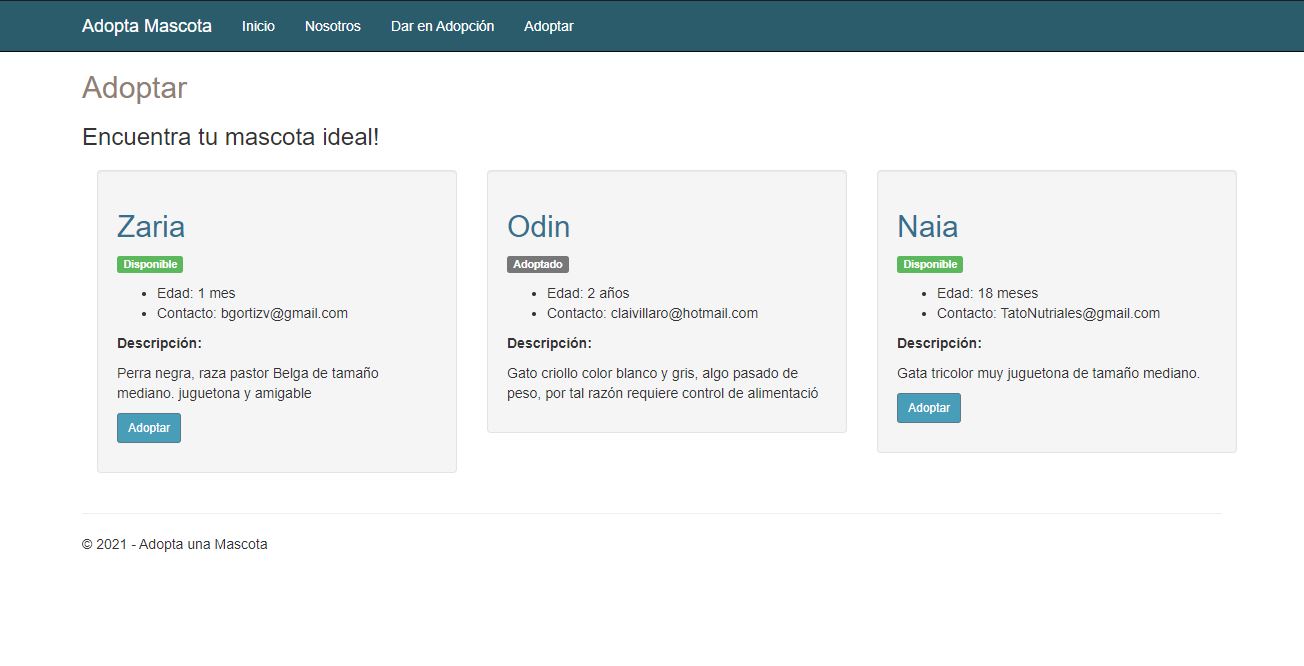 Adopta Mascota Inicio Nosotros Dar en Adopción Adoptar
Adoptar
Encuentra tu mascota ideal!
Zaria
Disponible
Edad: 1 mes
Contacto: bgortizv@gmail.com
Descripción:
Perra negra, raza pastor Belga de tamaño
mediano. juguetona y amigable
Adoptar
Odin
Adoptado
Edad: 2 años
Contacto: claivillaro@hotmail.com
Descripción:
Gato criollo color blanco y gris, algo pasado de
peso, por tal razón requiere control de alimentació
Naia
Disponible
Edad: 18 meses
Contacto: TatoNutriales@gmail.com
Descripción:
Gata tricolor muy juguetona de tamaño mediano.
Adoptar
© 2021 - Adopta una Mascota